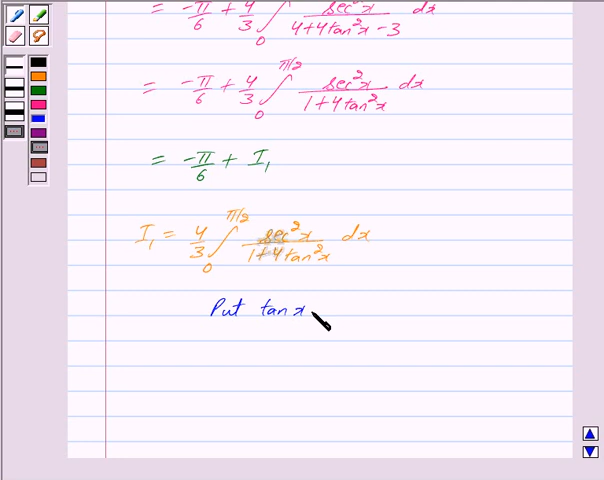 = -π/6 + 4/3 ∫₀ sec²x / (4+4tan²x-3) dx
= -π/6 + 4/3 ∫₀^(π/2) sec²x / (1+4tan²x) dx
= -π/6 + I₁
I₁ = 4/3 ∫₀^(π/2) sec²x / (1+4tan²x) dx
Put tan x